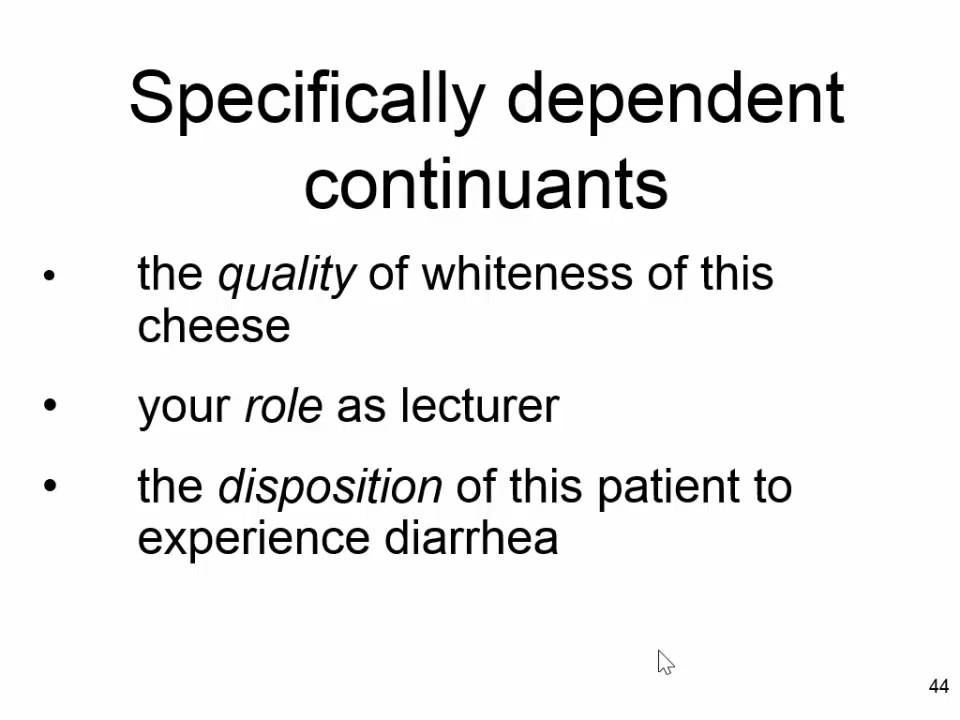 Specifically dependent
continuants
• the quality of whiteness of this
cheese
• your role as lecturer
• the disposition of this patient to
experience diarrhea
44